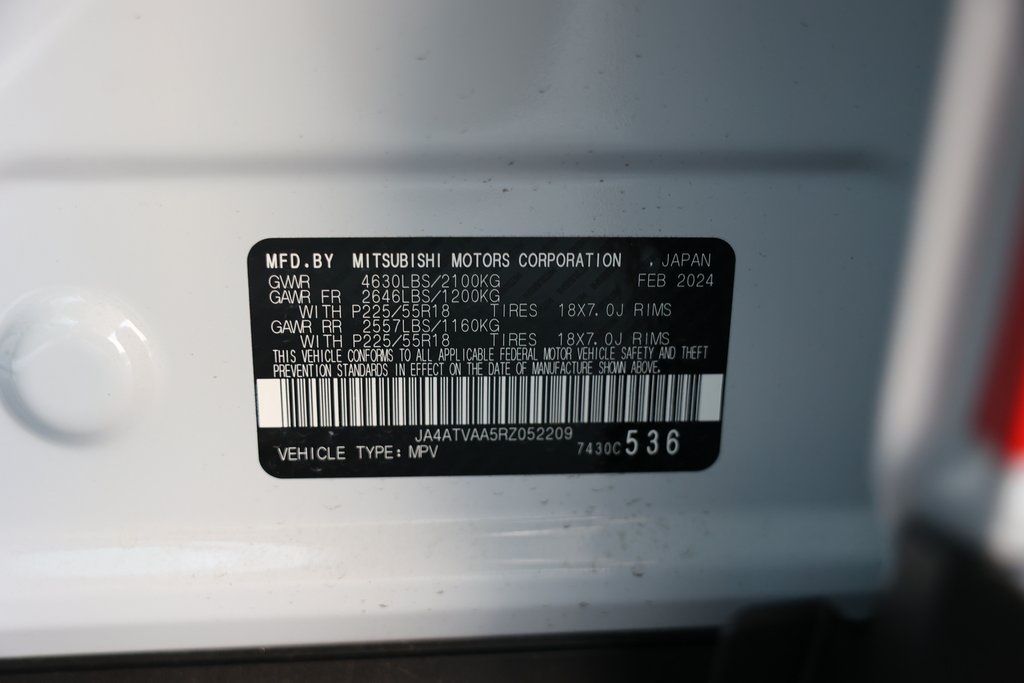 MFD.BY MITSUBISHI MOTORS CORPORATION . JAPAN
GVWR 4630LBS/2100KG FEB 2024
GAWR FR 2646LBS/1200KG
WITH P225/55R18 TIRES 18X7.0J RIMS
GAWR RR 2557LBS/1160KG
WITH P225/55R18 TIRES 18X7.0J RIMS
THIS VEHICLE CONFORMS TO ALL APPLICABLE FEDERAL MOTOR VEHICLE SAFETY AND THEFT
PREVENTION STANDARDS IN EFFECT ON THE DATE OF MANUFACTURE SHOWN ABOVE.
JA4ATVAA5RZ052209
VEHICLE TYPE: MPV 7430C 536